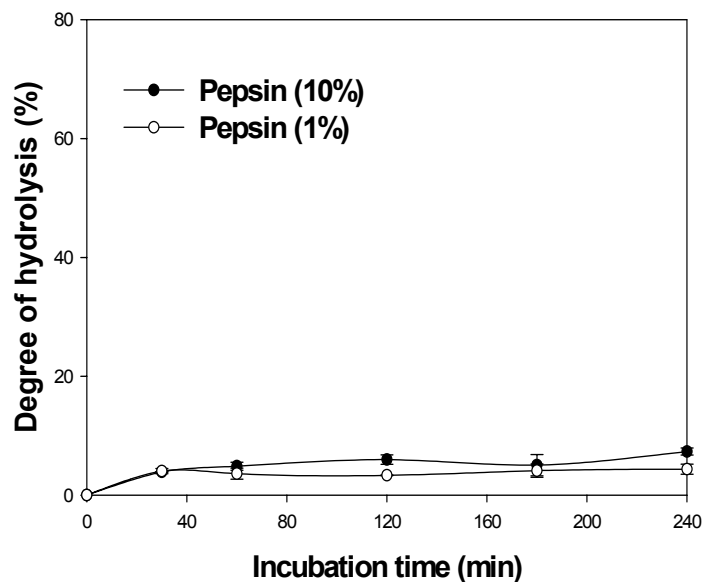 80
60
40
20
0
Degree of hydrolysis (%)
Pepsin (10%)
Pepsin (1%)
0 40 80 120 160 200 240
Incubation time (min)